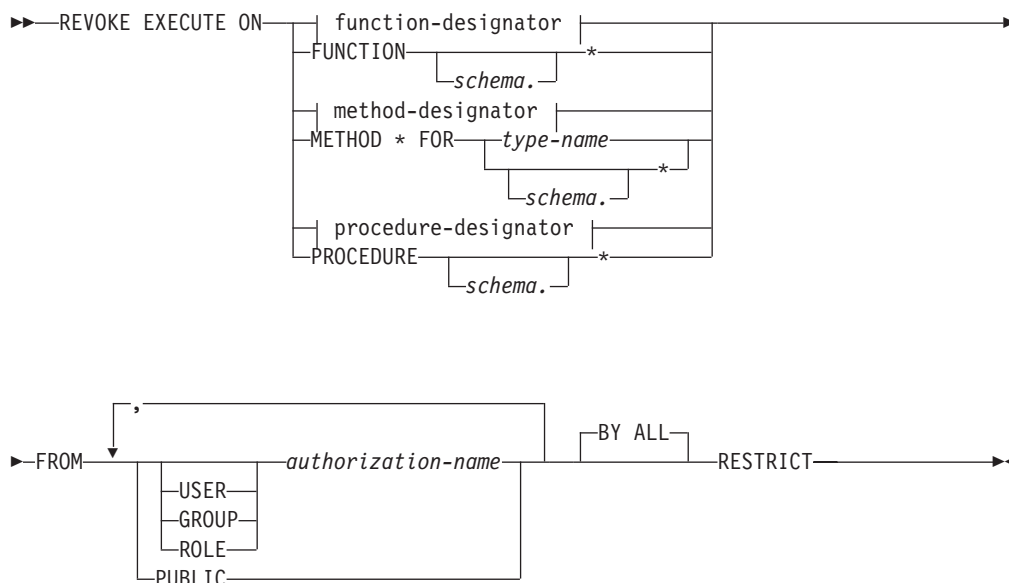 REVOKE EXECUTE ON function-designator
FUNCTION *
schema.
method-designator
METHOD * FOR type-name
*
schema.
procedure-designator
PROCEDURE *
schema.
,
BY ALL
FROM authorization-name RESTRICT
USER
GROUP
ROLE
PUBLIC